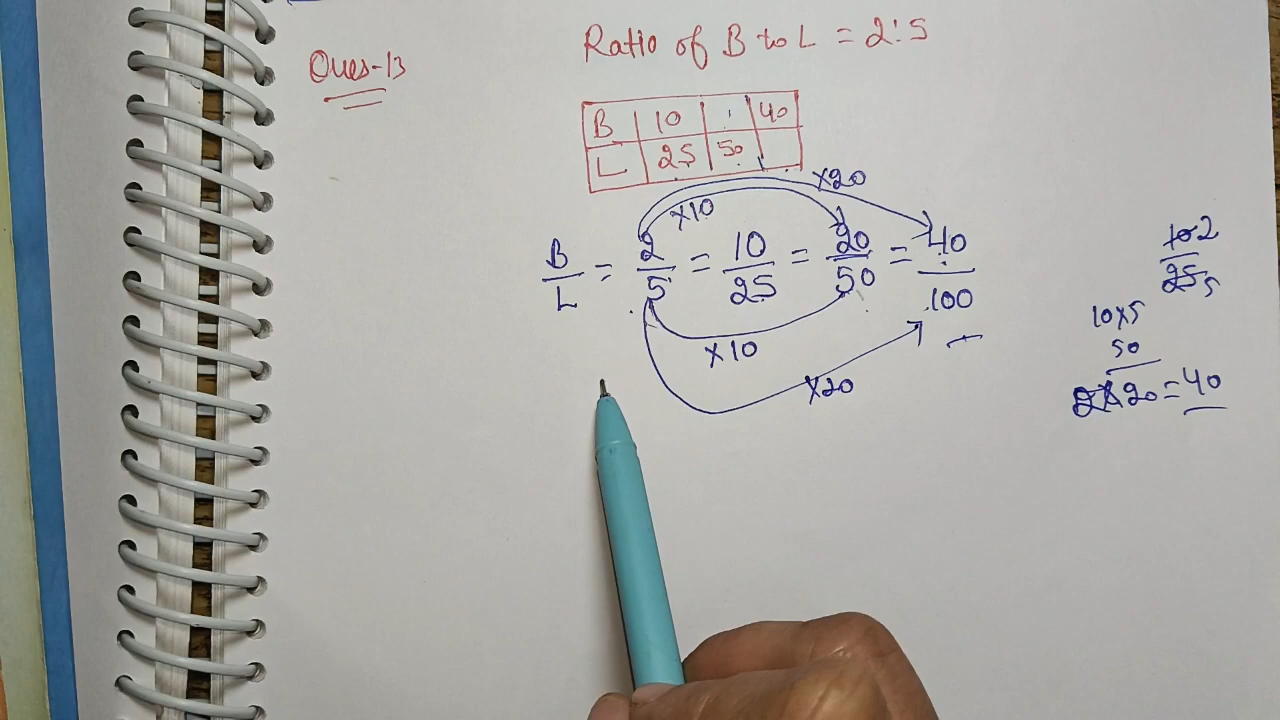 Ratio of B to L = 2:5
Ques-13
B 10 40
L 25 50
×20
×10
B/L = 2/5 = 10/25 = 20/50 = 40/100
×10
×20
10 2
25 5
10×5
50
20=40